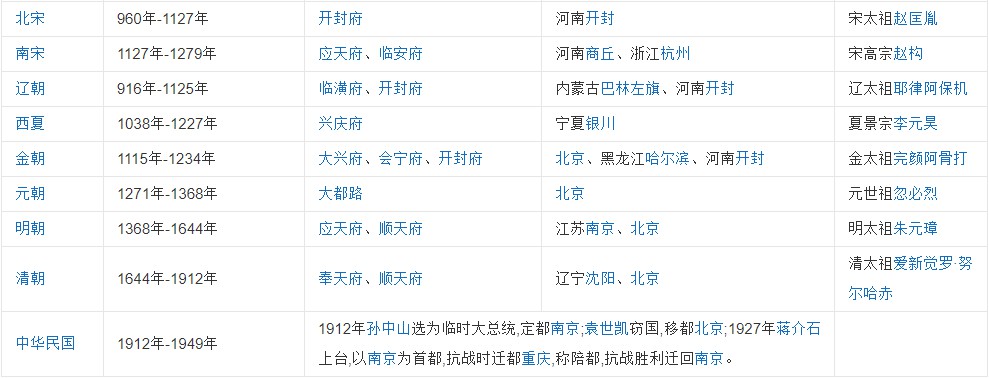 北宋 960年-1127年 开封府 河南开封 宋太祖赵匡胤
南宋 1127年-1279年 应天府、临安府 河南商丘、浙江杭州 宋高宗赵构
辽朝 916年-1125年 临潢府、开封府 内蒙古巴林左旗、河南开封 辽太祖耶律阿保机
西夏 1038年-1227年 兴庆府 宁夏银川 夏景宗李元昊
金朝 1115年-1234年 大兴府、会宁府、开封府 北京、黑龙江哈尔滨、河南开封 金太祖完颜阿骨打
元朝 1271年-1368年 大都路 北京 元世祖忽必烈
明朝 1368年-1644年 应天府、顺天府 江苏南京、北京 明太祖朱元璋
清朝 1644年-1912年 奉天府、顺天府 辽宁沈阳、北京 清太祖爱新觉罗·努
尔哈赤
中华民国 1912年-1949年 1912年孙中山选为临时大总统,定都南京;袁世凯窃国,移都北京;1927年蒋介石
上台,以南京为首都,抗战时迁都重庆,称陪都,抗战胜利迁回南京。